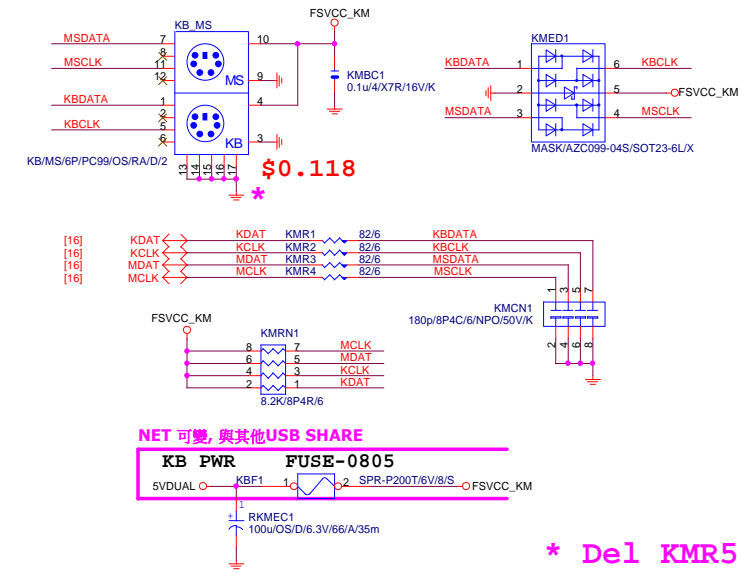 KB_MS
FSVCC_KM
MSDATA 7 10
8
MSCLK 11
12 MS 9
KBMC1
0.1u/4/X7R/16V/K
KBDATA 1 4
2
KBCLK 5
6 KB 3
KB/MS/6P/PC99/OS/RA/D/2
13 14 15 16 17
$0.118
*
KMED1
KBDATA 1 6 KBCLK
2 5 FSVCC_KM
MSDATA 3 4 MSCLK
MASK/AZC099-04S/SOT23-6L/X
[16] KDAT KDAT KMR1 82/6 KBDATA
[16] KCLK KCLK KMR2 82/6 KBCLK
[16] MDAT MDAT KMR3 82/6 MSDATA
[16] MCLK MCLK KMR4 82/6 MSCLK
1 3 5 7
KMCN1
180p/8P4C/6/NPO/50V/K
2 4 6 8
FSVCC_KM
KMRN1
8 7 MCLK
6 5 MDAT
4 3 KCLK
2 1 KDAT
8.2K/8P4R/6
NET 可變, 與其他USB SHARE
KB PWR FUSE-0805
5VDUAL KBF1 1 2 SPR-P200T/6V/8/S FSVCC_KM
1
+ RKMEC1
100u/OS/D/6.3V/66/A/35m
* Del KMR5